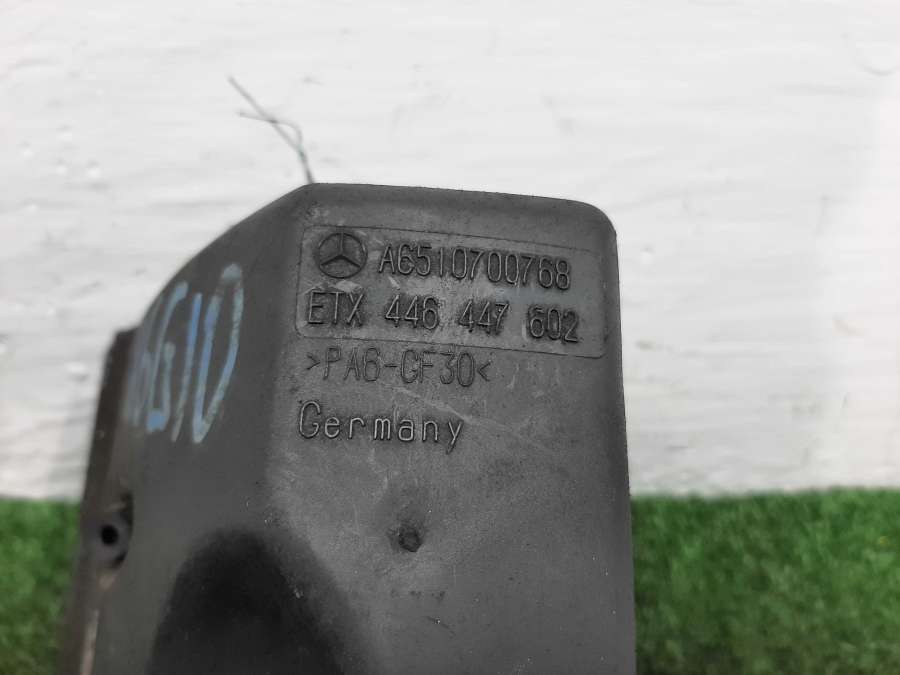 A6510700768
ETX 446 447 602
>PA6-GF30<
Germany